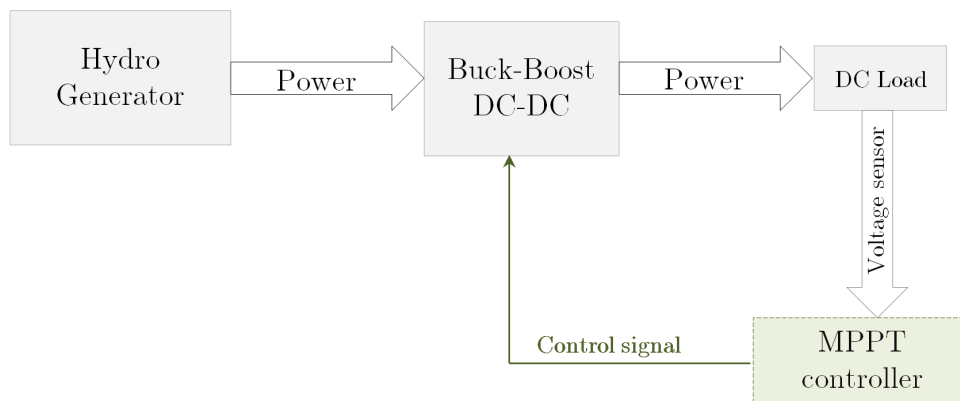 Hydro
Generator
Power
Buck-Boost
DC-DC
Power
DC Load
Voltage sensor
Control signal
MPPT
controller